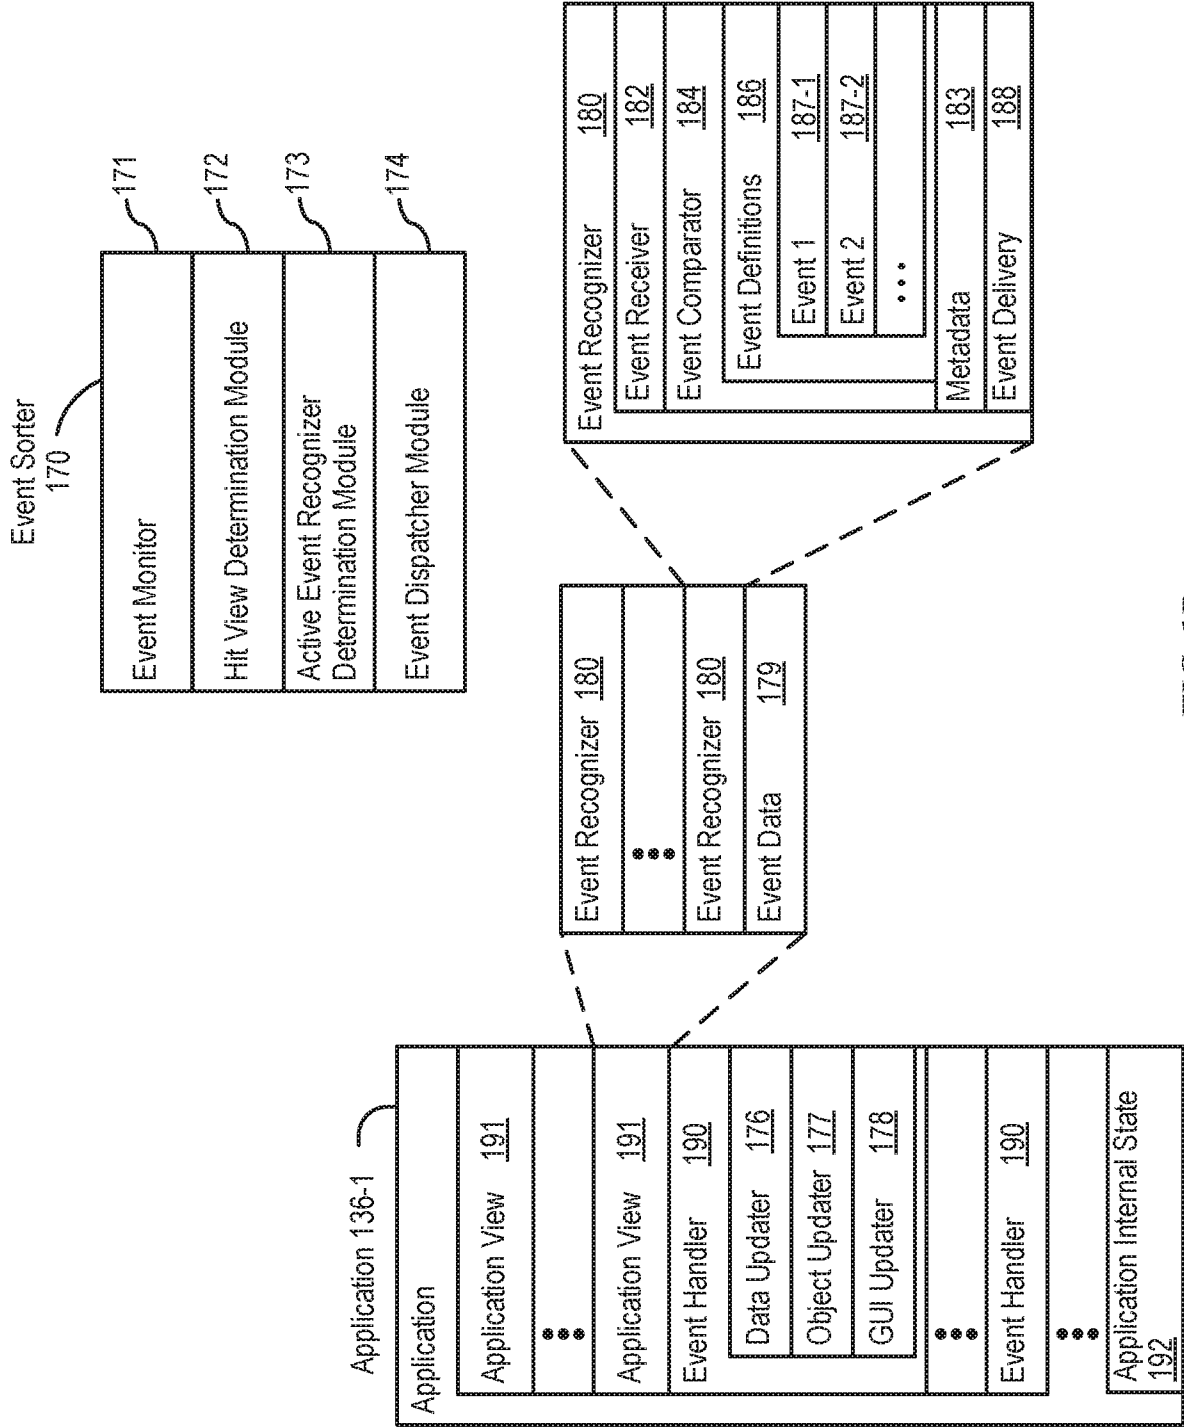 Event Sorter
170
Event Monitor
171
Hit View Determination Module
172
Active Event Recognizer
Determination Module
173
Event Dispatcher Module
174
Application 136-1
Application
Application View 191
•••
Application View 191
Event Handler 190
Data Updater 176
Object Updater 177
GUI Updater 178
•••
Event Handler 190
•••
Application Internal State
192
Event Recognizer 180
•••
Event Recognizer 180
Event Data 179
Event Recognizer 180
Event Receiver 182
Event Comparator 184
Event Definitions 186
Event 1 187-1
Event 2 187-2
•••
Metadata 183
Event Delivery 188